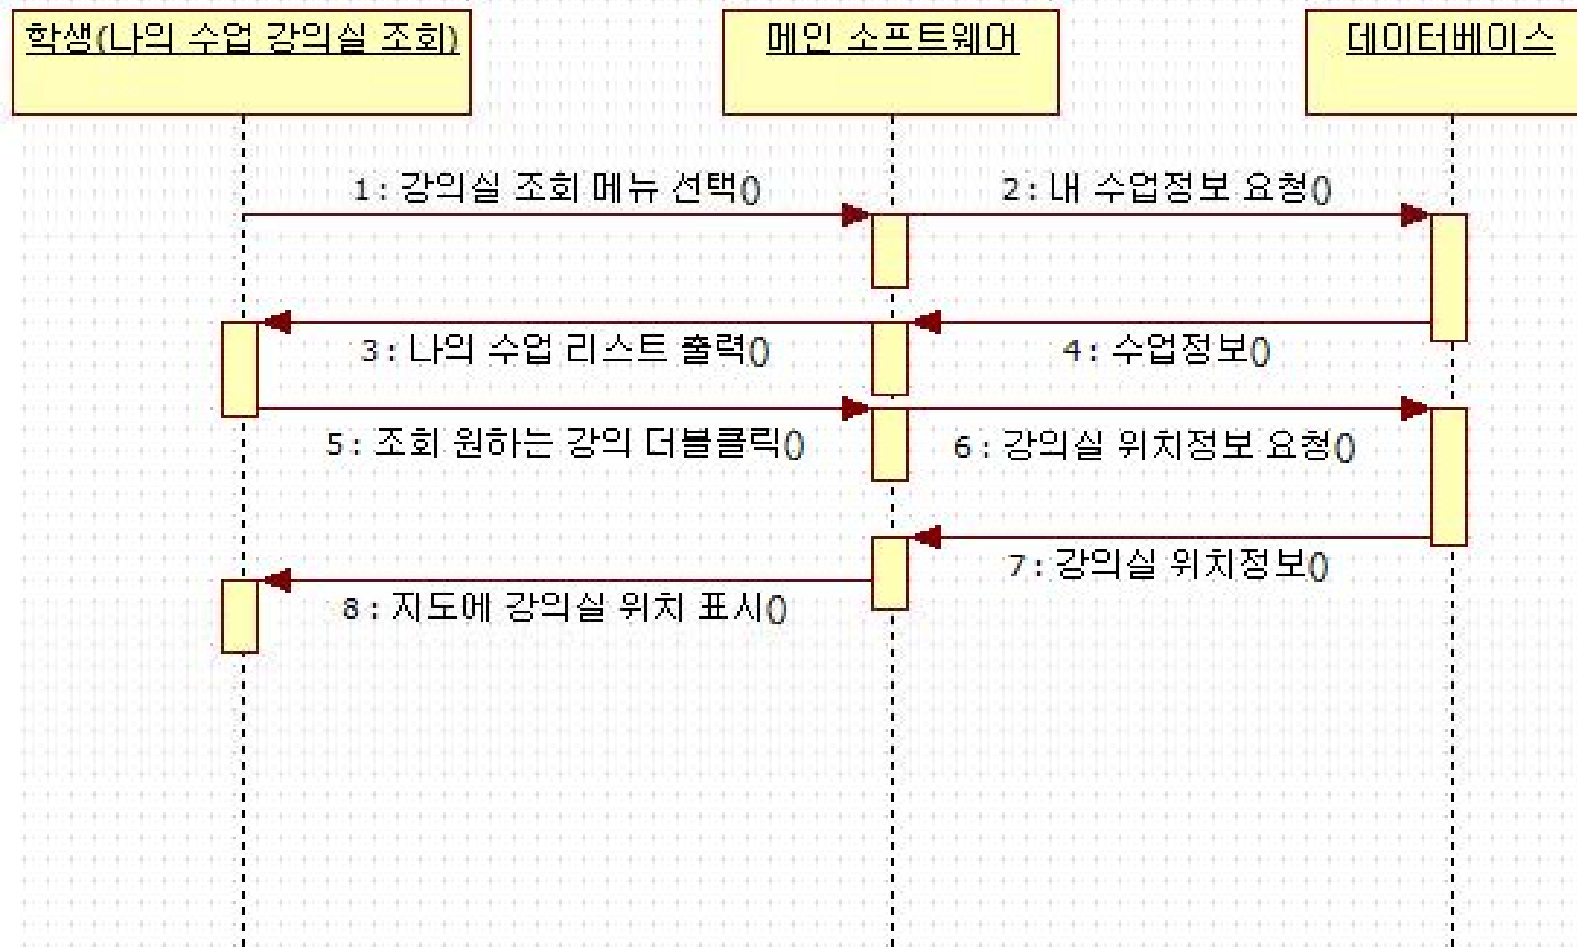 학생(나의 수업 강의실 조회)
메인 소프트웨어
데이터베이스
1 : 강의실 조회 메뉴 선택()
2 : 내 수업정보 요청()
3 : 나의 수업 리스트 출력()
4 : 수업정보()
5 : 조회 원하는 강의 더블클릭()
6 : 강의실 위치정보 요청()
7 : 강의실 위치정보()
8 : 지도에 강의실 위치 표시()